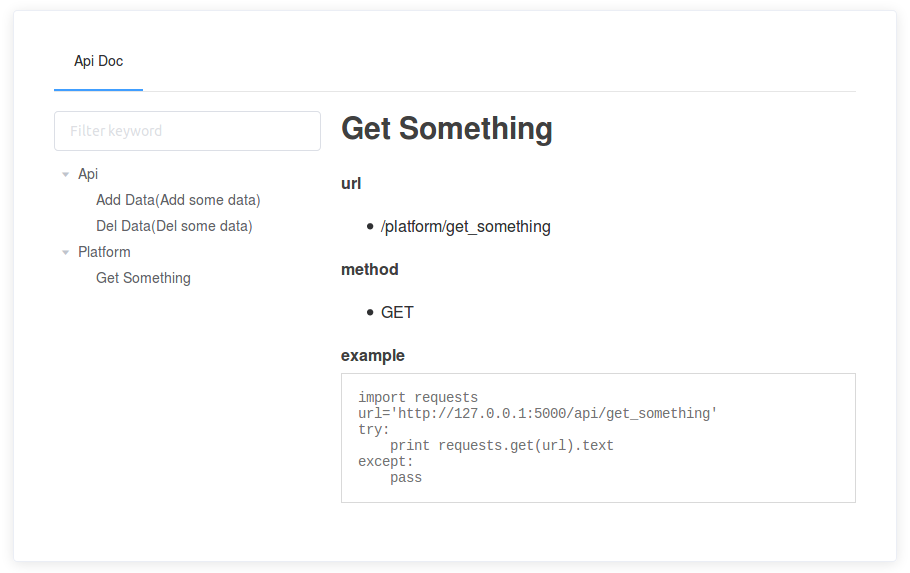 Api Doc
Filter keyword
Api
Add Data(Add some data)
Del Data(Del some data)
Platform
Get Something
Get Something
url
• /platform/get_something
method
• GET
example
import requests
url='http://127.0.0.1:5000/api/get_something'
try:
    print requests.get(url).text
except:
    pass